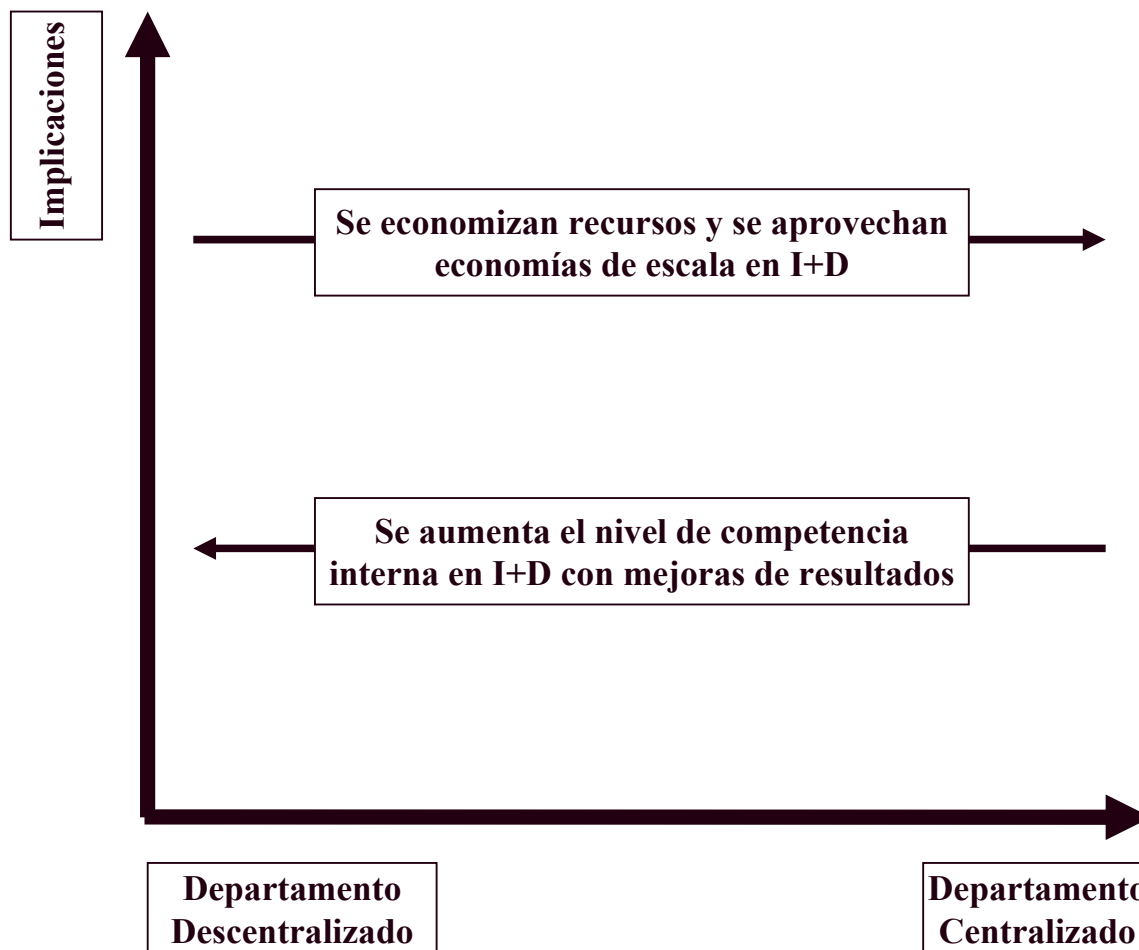 Implicaciones
Se economizan recursos y se aprovechan
economías de escala en I+D
Se aumenta el nivel de competencia
interna en I+D con mejoras de resultados
Departamento
Descentralizado
Departamento
Centralizado